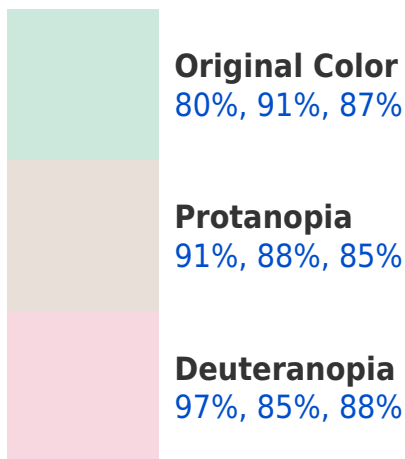 Original Color
80%, 91%, 87%
Protanopia
91%, 88%, 85%
Deuteranopia
97%, 85%, 88%